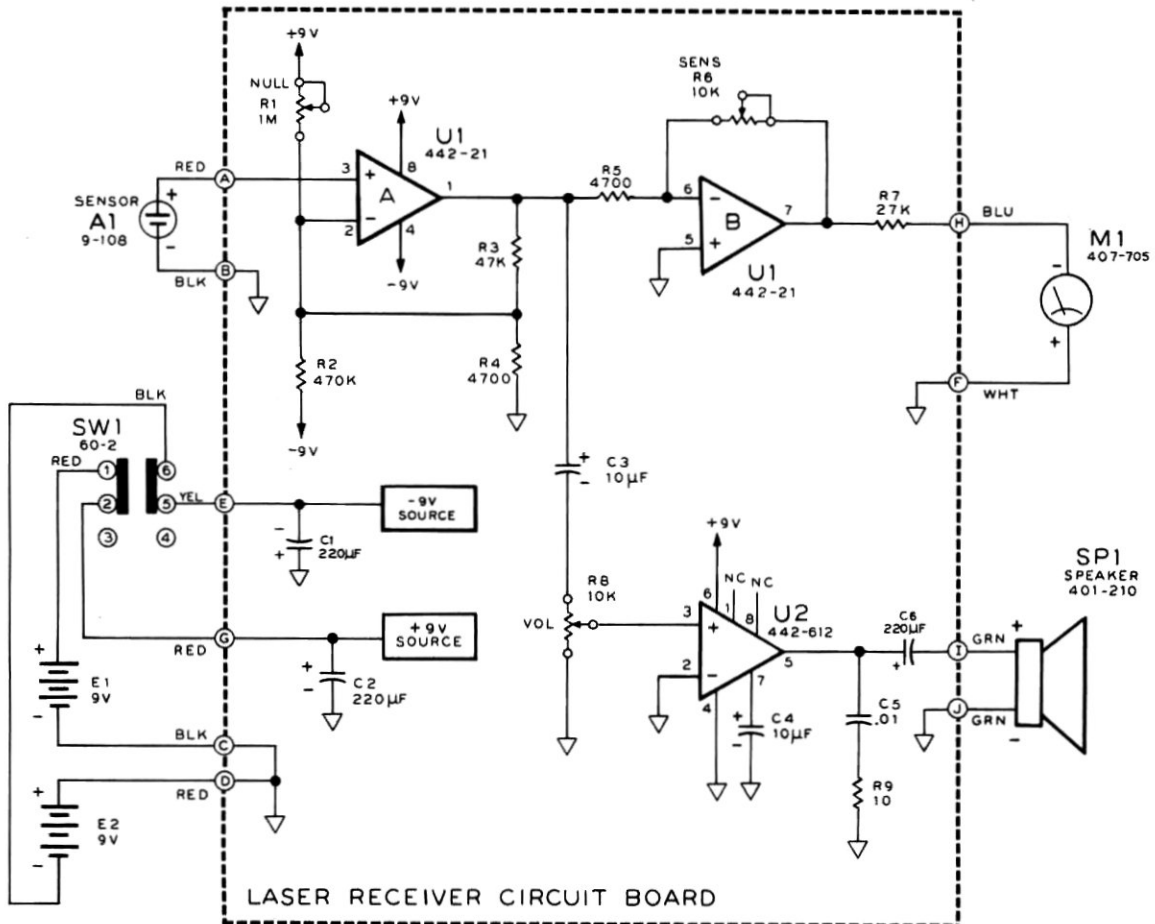 +9V
NULL
R1
1M
+9V
U1
442-21
SENS
R6
10K
RED
A
3
+
8
A
1
-
2
4
-9V
SENSOR
A1
9-108
+
-
BLK
B
R3
47K
R5
4700
6
-
B
7
5
+
U1
442-21
R7
27K
H
BLU
-
M1
407-705
+
F
WHT
R2
470K
-9V
R4
4700
BLK
SW1
60-2
RED
1
6
2
5
YEL
E
3
4
-9V
SOURCE
-
+
C1
220µF
C3
10µF
+
-
G
RED
+9V
SOURCE
+
-
C2
220µF
R8
10K
VOL
+9V
6
NC
NC
1
8
3
+
U2
442-612
5
2
-
7
4
+
-
C4
10µF
C6
220µF
+
I
GRN
+
SP1
SPEAKER
401-210
C5
.01
J
GRN
-
R9
10
+
E1
9V
-
BLK
C
D
RED
+
E2
9V
-
LASER RECEIVER CIRCUIT BOARD